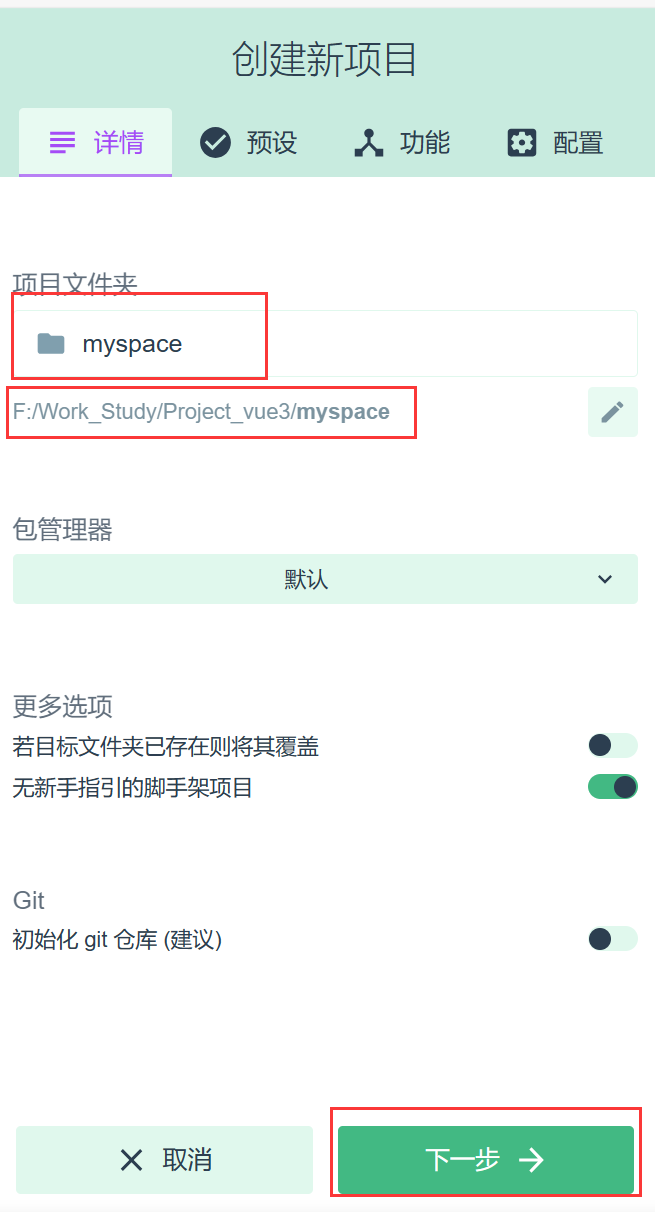 创建新项目
详情 预设 功能 配置
项目文件夹
myspace
F:/Work_Study/Project_vue3/myspace
包管理器
默认
更多选项
若目标文件夹已存在则将其覆盖
无新手指引的脚手架项目
Git
初始化 git 仓库 (建议)
取消 下一步